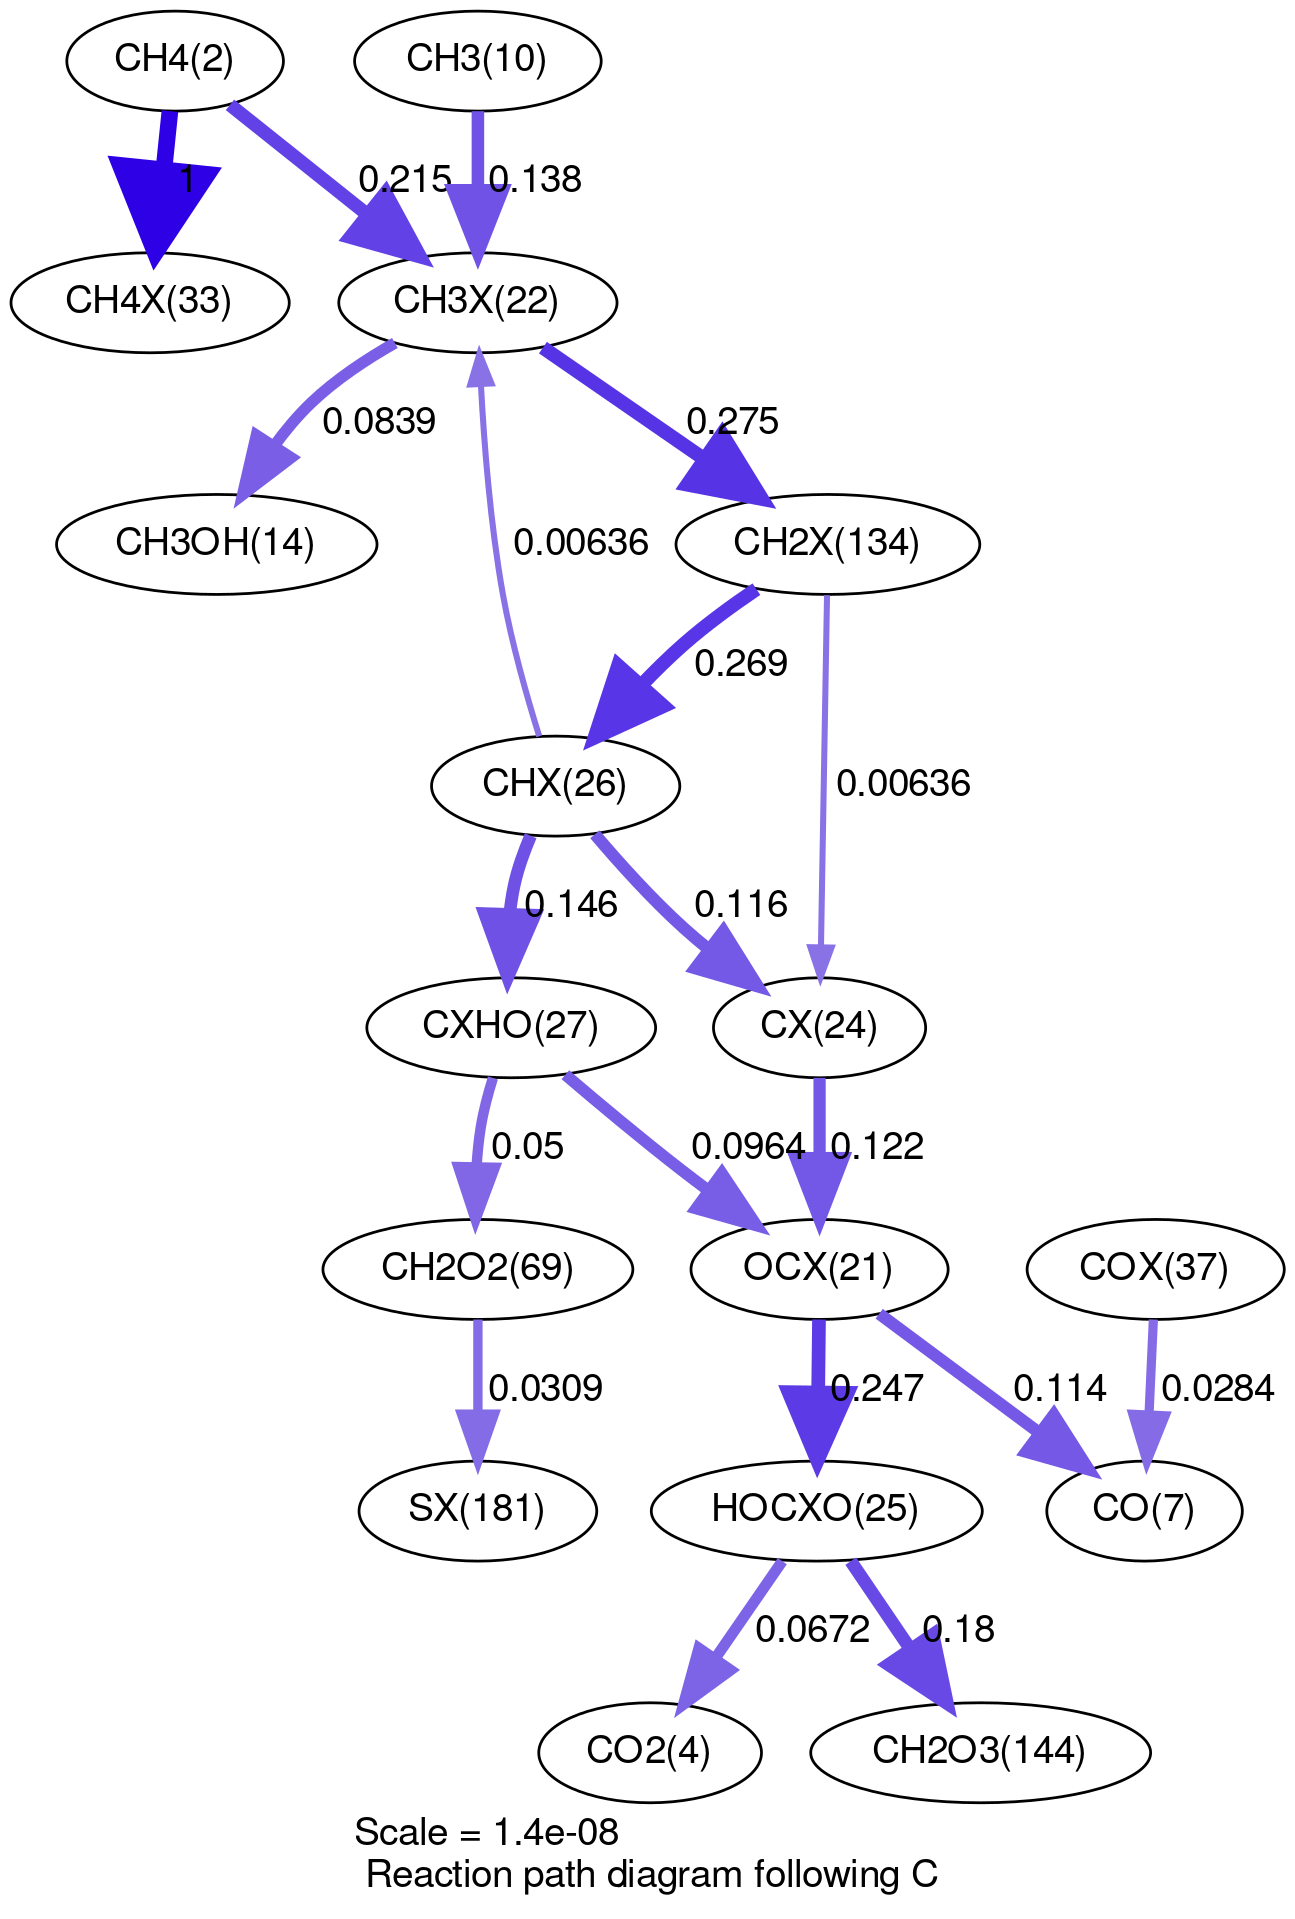 CH4(2)
CH3(10)
1
0.215
0.138
CH4X(33)
CH3X(22)
0.0839
0.275
CH3OH(14)
0.00636
CH2X(134)
0.269
CHX(26)
0.00636
0.146
0.116
CXHO(27)
CX(24)
0.05
0.0964
0.122
CH2O2(69)
OCX(21)
COX(37)
0.0309
0.247
0.114
0.0284
SX(181)
HOCXO(25)
CO(7)
0.0672
0.18
CO2(4)
CH2O3(144)
Scale = 1.4e-08
Reaction path diagram following C